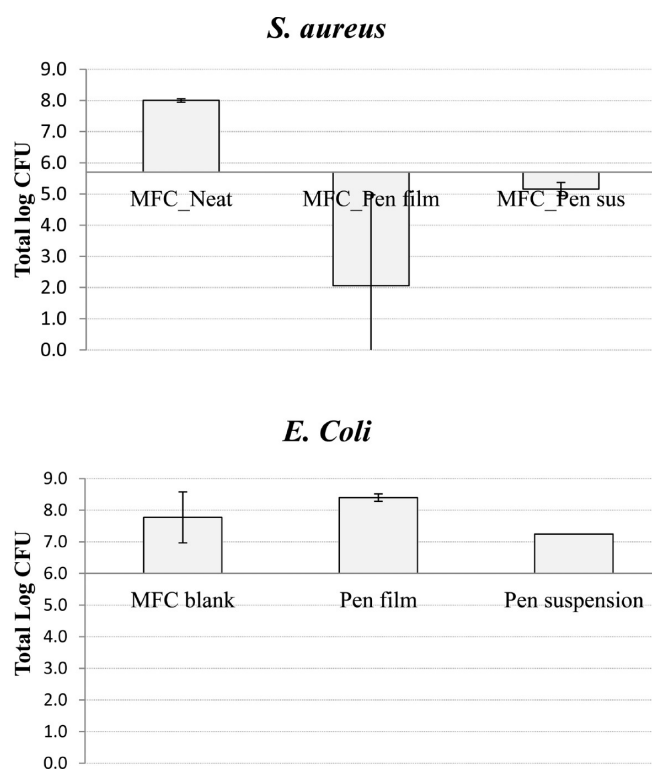 S. aureus
9.0
8.0
7.0
6.0
5.0
4.0
3.0
2.0
1.0
0.0
Total log CFU
MFC_Neat
MFC_Pen film
MFC_Pen sus
E. Coli
9.0
8.0
7.0
6.0
5.0
4.0
3.0
2.0
1.0
0.0
Total Log CFU
MFC blank
Pen film
Pen suspension